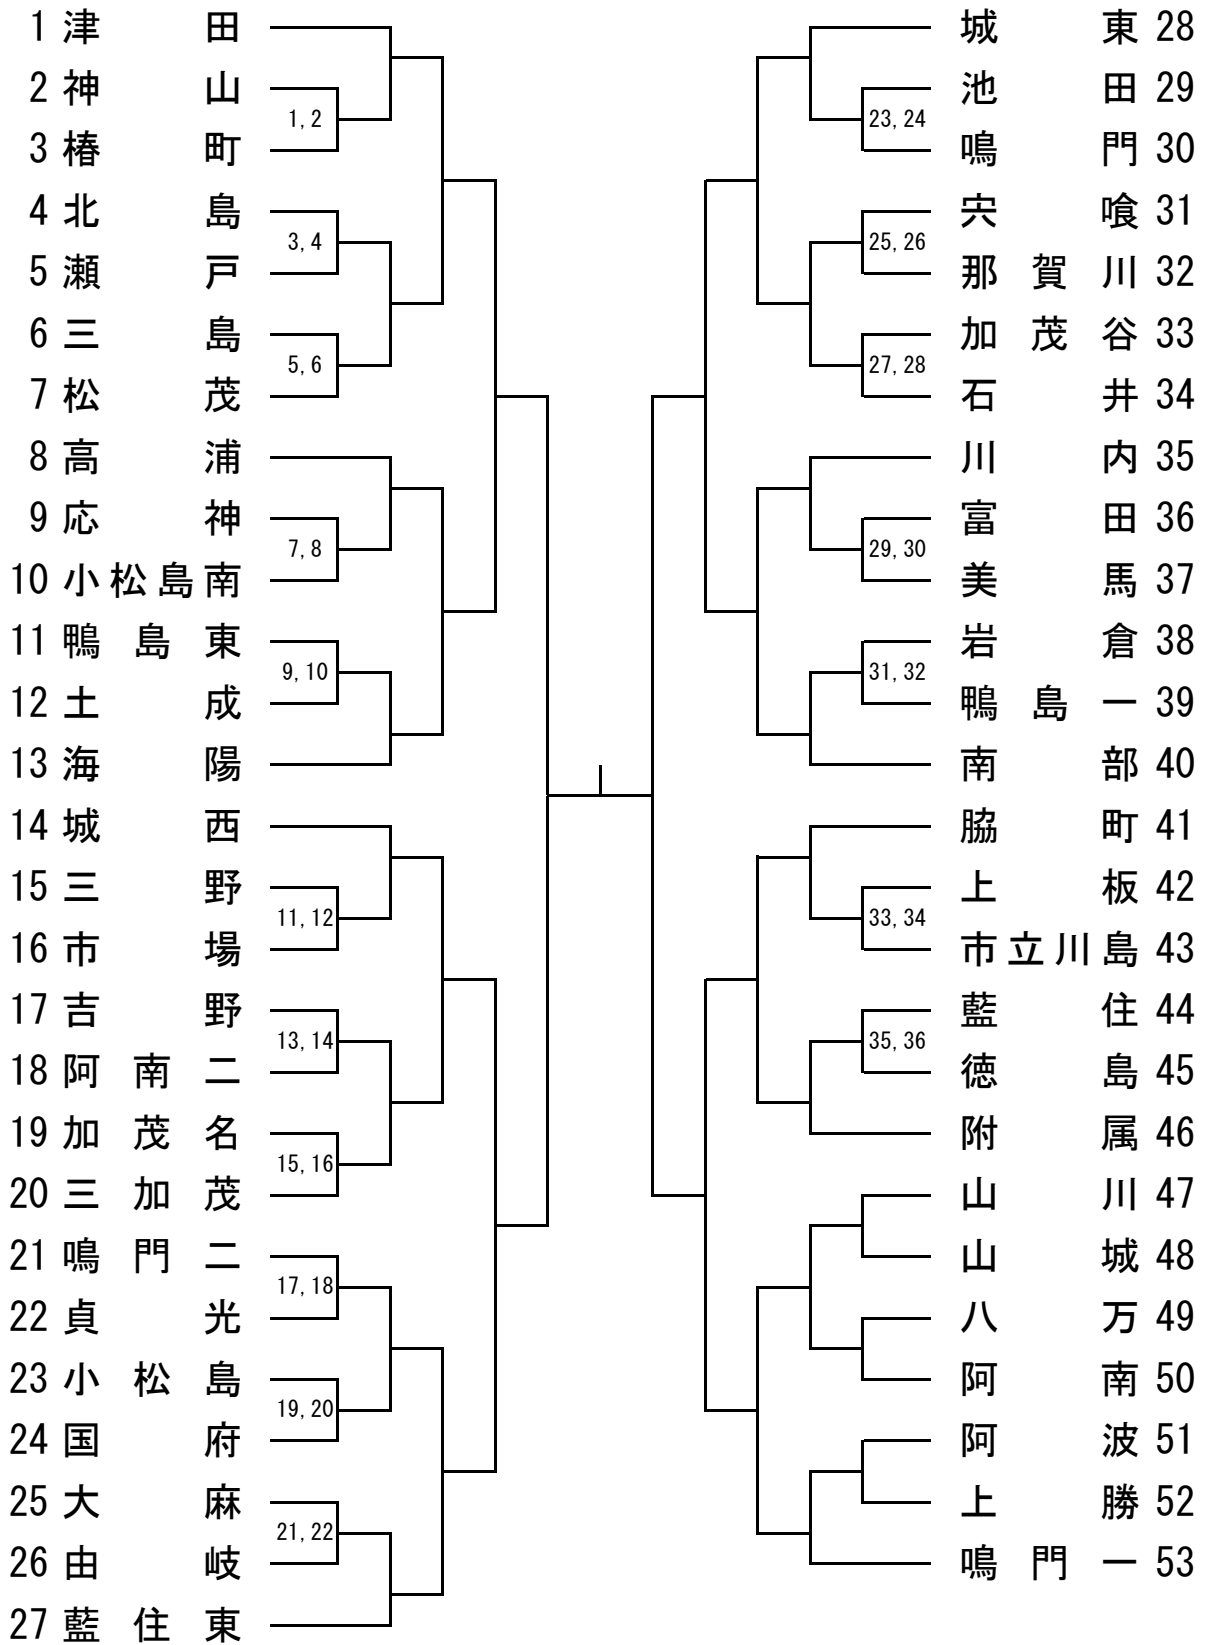 1 津田
2 神山
1, 2
3 椿町
4 北島
3, 4
5 瀬戸
6 三島
5, 6
7 松茂
8 高浦
9 応神
7, 8
10 小松島南
11 鴨島東
9, 10
12 土成
13 海陽
14 城西
15 三野
11, 12
16 市場
17 吉野
13, 14
18 阿南二
19 加茂名
15, 16
20 三加茂
21 鳴門二
17, 18
22 貞光
23 小松島
19, 20
24 国府
25 大麻
21, 22
26 由岐
27 藍住東
城東 28
池田 29
23, 24
鳴門 30
宍喰 31
25, 26
那賀川 32
加茂谷 33
27, 28
石井 34
川内 35
富田 36
29, 30
美馬 37
岩倉 38
31, 32
鴨島一 39
南部 40
脇町 41
上板 42
33, 34
市立川島 43
藍住 44
35, 36
徳島 45
附属 46
山川 47
山城 48
八万 49
阿南 50
阿波 51
上勝 52
鳴門一 53